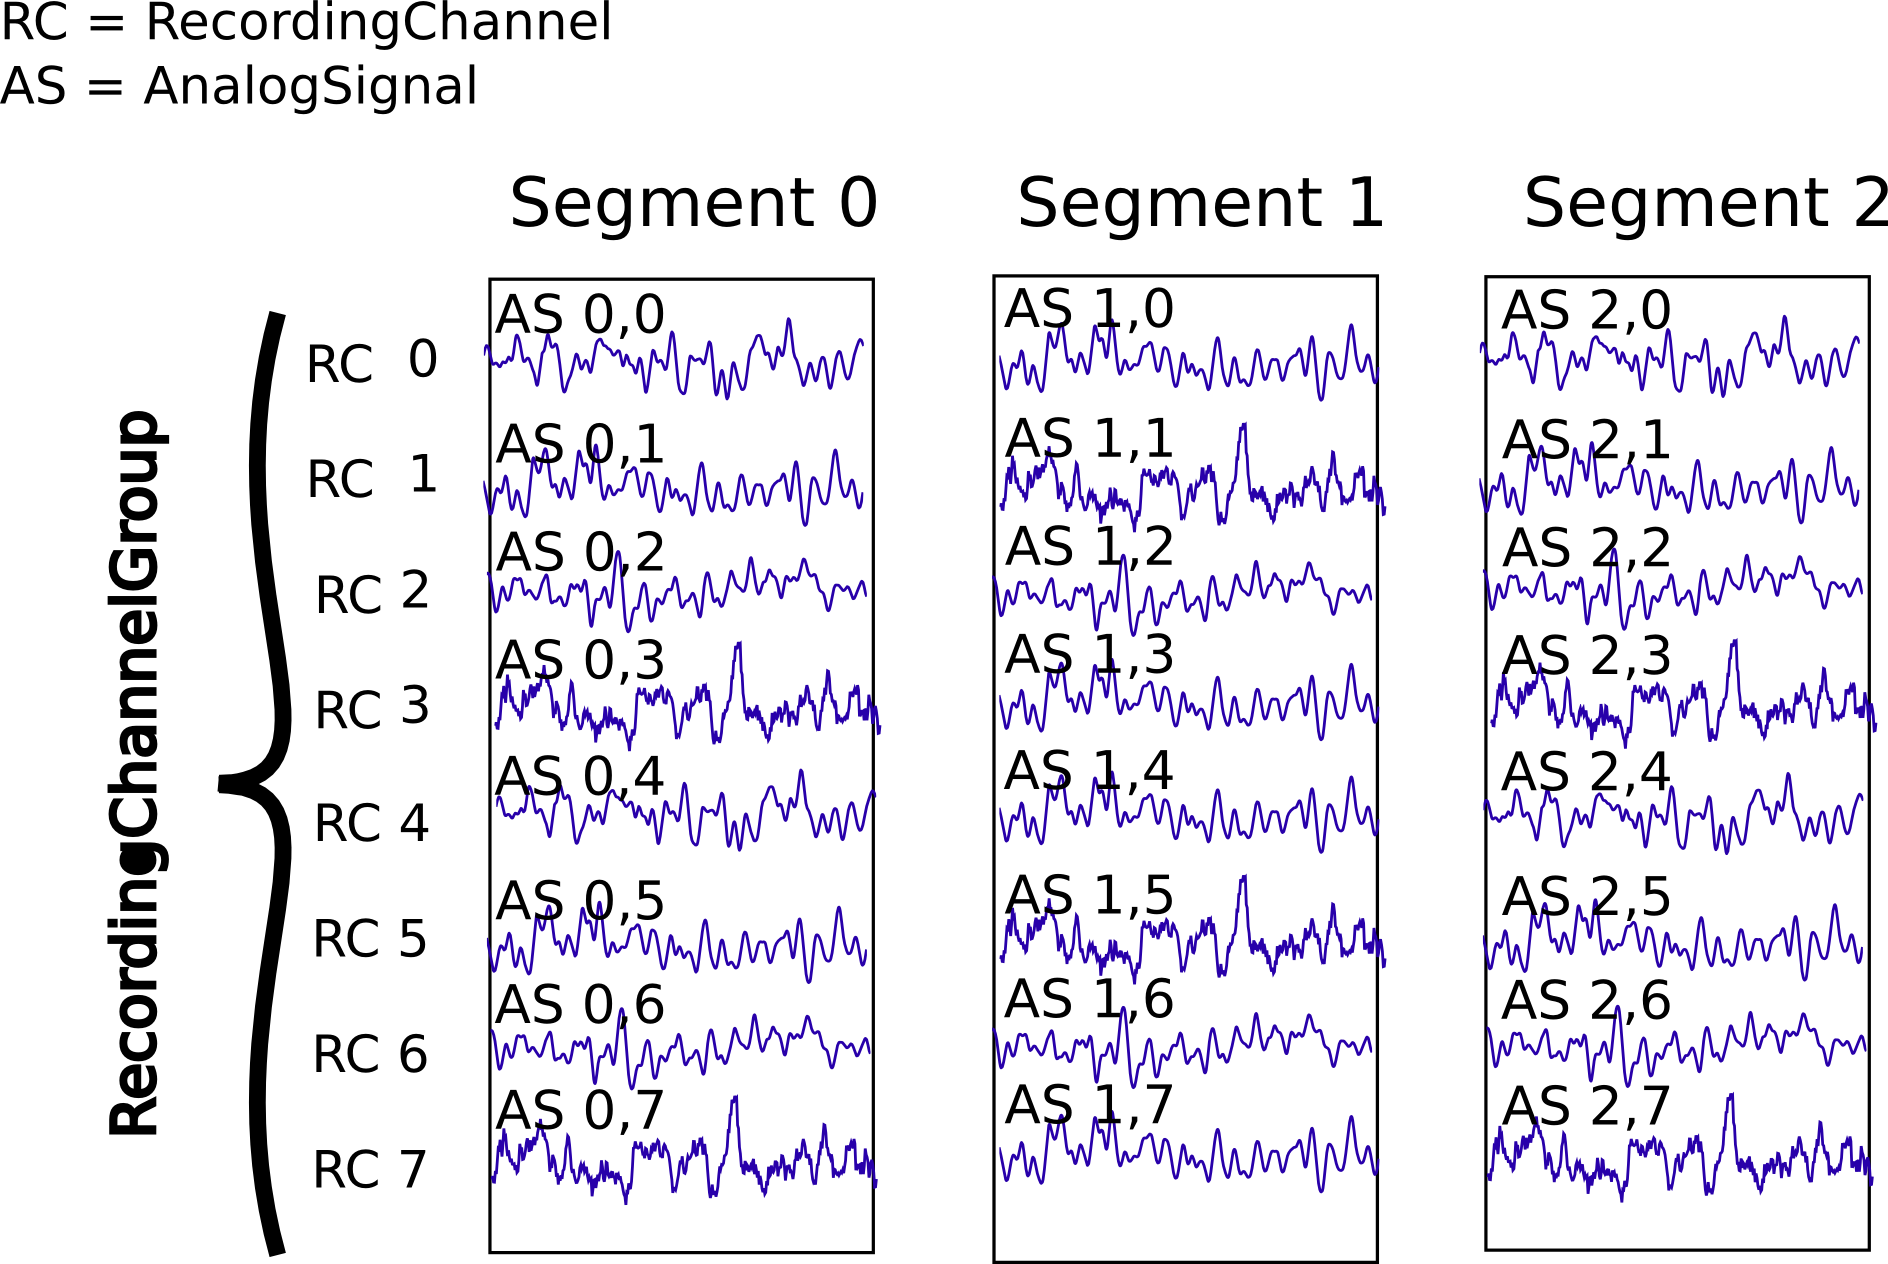 RC = RecordingChannel
AS = AnalogSignal
Segment 0 Segment 1 Segment 2
RecordingChannelGroup
RC 0 AS 0,0 AS 1,0 AS 2,0
RC 1 AS 0,1 AS 1,1 AS 2,1
RC 2 AS 0,2 AS 1,2 AS 2,2
RC 3 AS 0,3 AS 1,3 AS 2,3
RC 4 AS 0,4 AS 1,4 AS 2,4
RC 5 AS 0,5 AS 1,5 AS 2,5
RC 6 AS 0,6 AS 1,6 AS 2,6
RC 7 AS 0,7 AS 1,7 AS 2,7